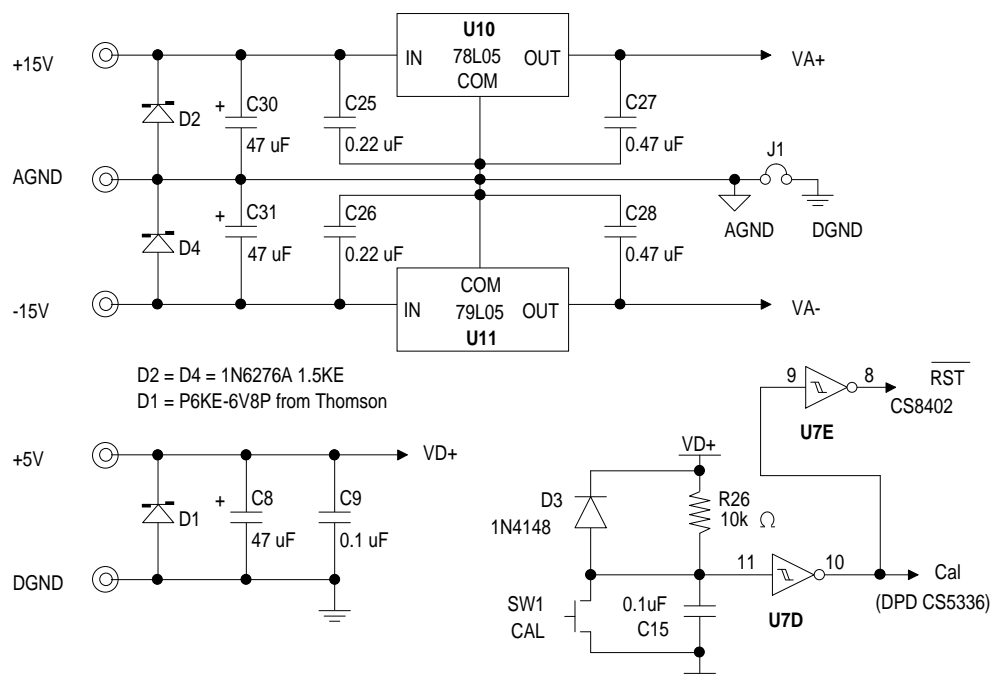 U10
+15V
IN
78L05
OUT
COM
VA+
D2
+
C30
47 uF
C25
0.22 uF
C27
0.47 uF
J1
AGND
D4
+
C31
47 uF
C26
0.22 uF
C28
0.47 uF
AGND
DGND
-15V
COM
IN
79L05
OUT
U11
VA-
D2 = D4 = 1N6276A 1.5KE
D1 = P6KE-6V8P from Thomson
9
8
RST
CS8402
U7E
+5V
VD+
D1
+
C8
47 uF
C9
0.1 uF
DGND
VD+
D3
1N4148
R26
10k Ω
11
10
Cal
(DPD CS5336)
U7D
SW1
CAL
0.1uF
C15